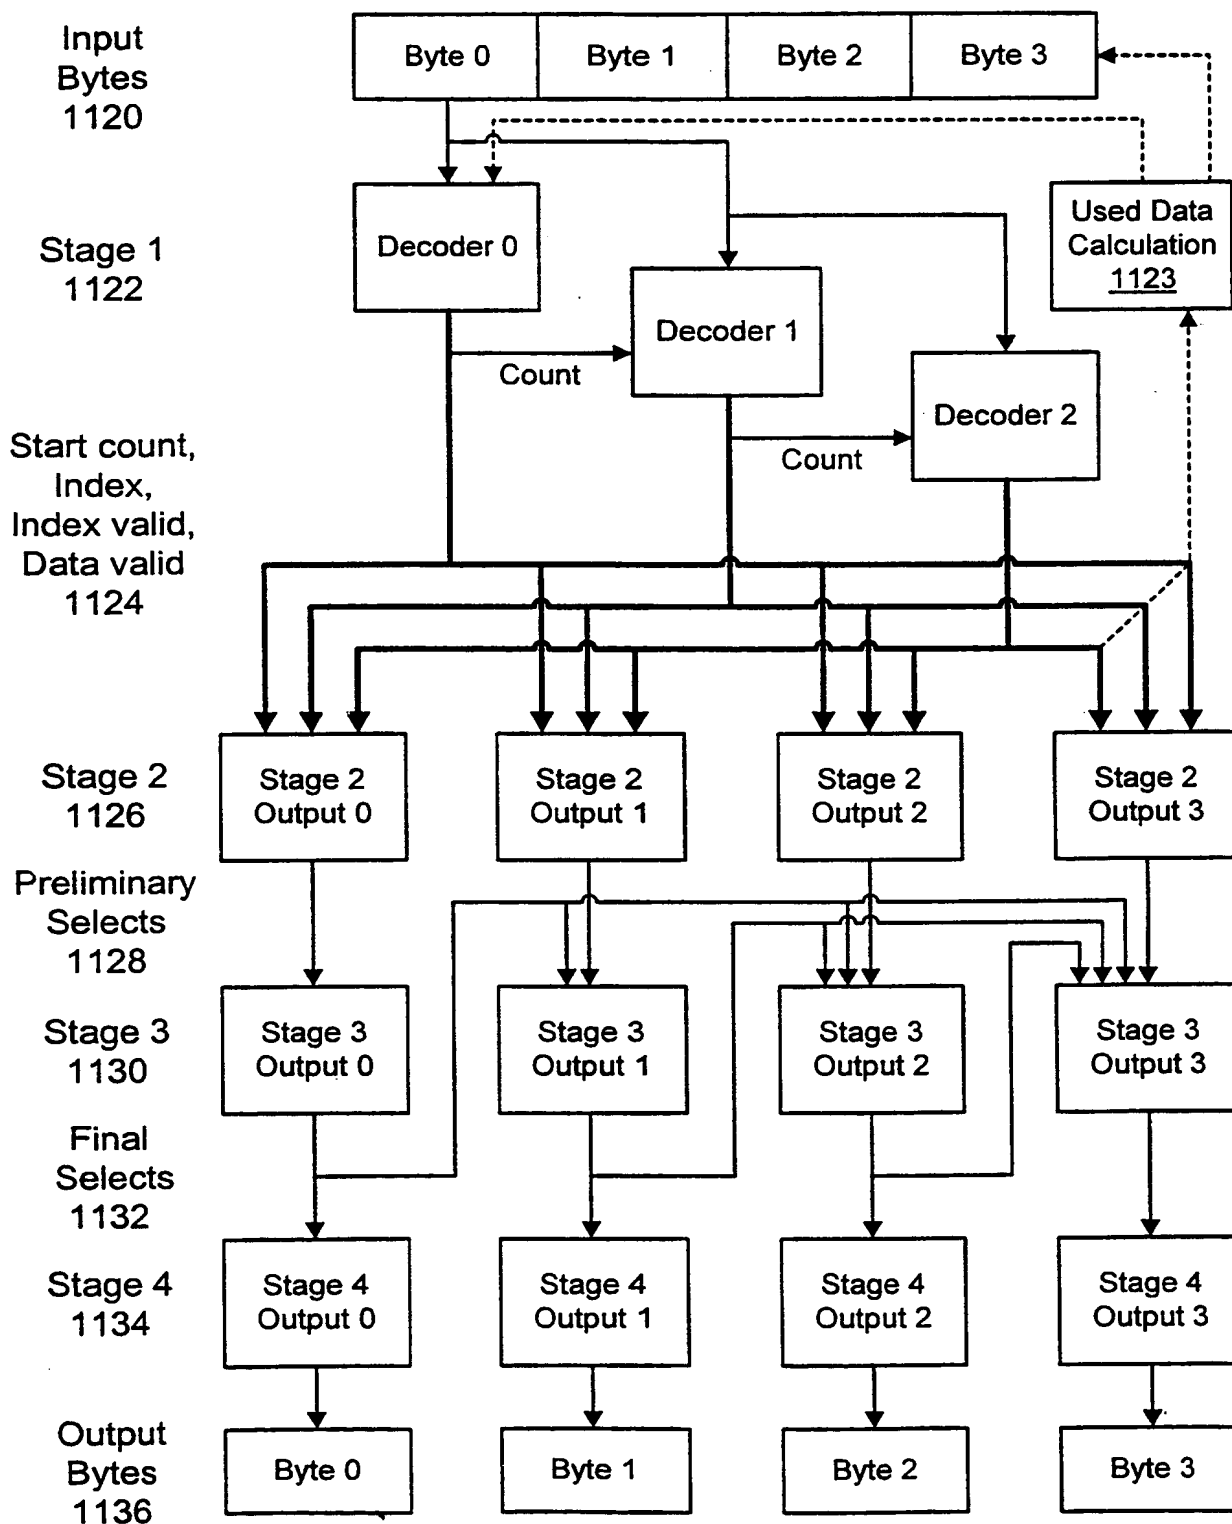 Input
Bytes
1120
Byte 0
Byte 1
Byte 2
Byte 3
Stage 1
1122
Decoder 0
Used Data
Calculation
1123
Decoder 1
Count
Decoder 2
Count
Start count,
Index,
Index valid,
Data valid
1124
Stage 2
1126
Stage 2
Output 0
Stage 2
Output 1
Stage 2
Output 2
Stage 2
Output 3
Preliminary
Selects
1128
Stage 3
1130
Stage 3
Output 0
Stage 3
Output 1
Stage 3
Output 2
Stage 3
Output 3
Final
Selects
1132
Stage 4
1134
Stage 4
Output 0
Stage 4
Output 1
Stage 4
Output 2
Stage 4
Output 3
Output
Bytes
1136
Byte 0
Byte 1
Byte 2
Byte 3